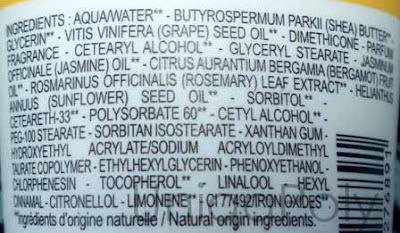 INGREDIENTS : AQUA/WATER** - BUTYROSPERMUM PARKII (SHEA) BUTTER** -
GLYCERIN** - VITIS VINIFERA (GRAPE) SEED OIL** - DIMETHICONE - PARFUM/
FRAGRANCE - CETEARYL ALCOHOL** - GLYCERYL STEARATE - JASMINUM
OFFICINALE (JASMINE) OIL** - CITRUS AURANTIUM BERGAMIA (BERGAMOT) FRUIT
OIL** - ROSMARINUS OFFICINALIS (ROSEMARY) LEAF EXTRACT** - HELIANTHUS
ANNUUS (SUNFLOWER) SEED OIL** - SORBITOL** -
CETEARETH-33** - POLYSORBATE 60** - CETYL ALCOHOL** -
PEG-100 STEARATE - SORBITAN ISOSTEARATE - XANTHAN GUM -
HYDROXYETHYL ACRYLATE/SODIUM ACRYLOYLDIMETHYL
TAURATE COPOLYMER - ETHYLHEXYLGLYCERIN - PHENOXYETHANOL -
CHLORPHENESIN - TOCOPHEROL** - LINALOOL - HEXYL
CINNAMAL - CITRONELLOL - LIMONENE** [CI 77492/IRON OXIDES**
**Ingrédients d'origine naturelle / Natural origin ingredients.
276891